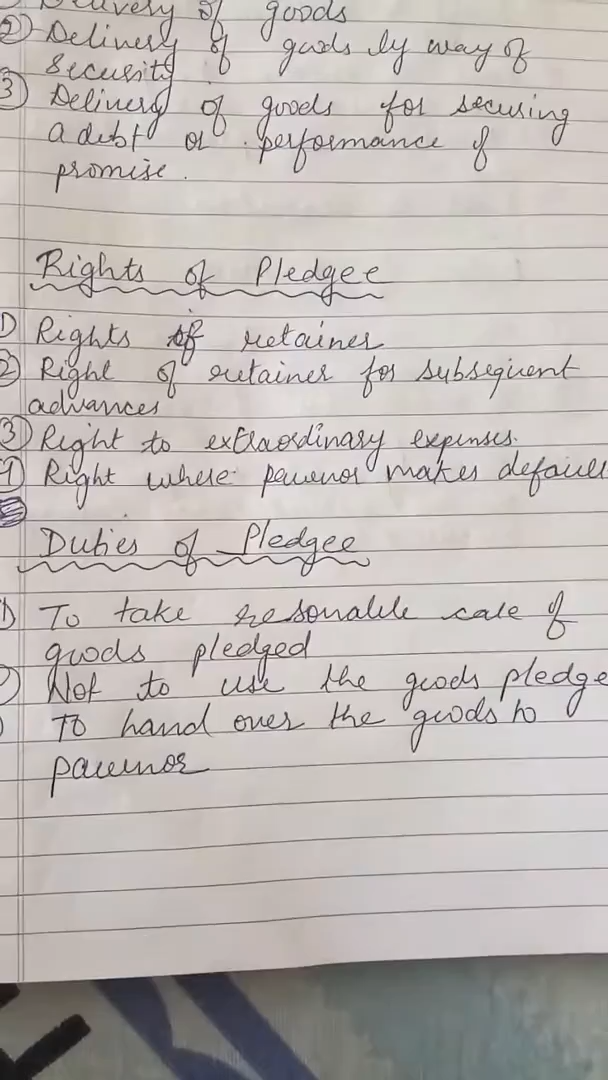 Delivery of goods
② Delivery of goods by way of
security
③ Delivery of goods for securing
a debt or performance of
promise.
Rights of Pledgee
① Rights of retainer
② Right of retainer for subsequent
advances
③ Right to extraordinary expenses.
④ Right where pawnor makes defaul
Duties of Pledgee
① To take resonable care of
goods pledged
② Not to use the goods pledge
To hand over the goods to
pawnor